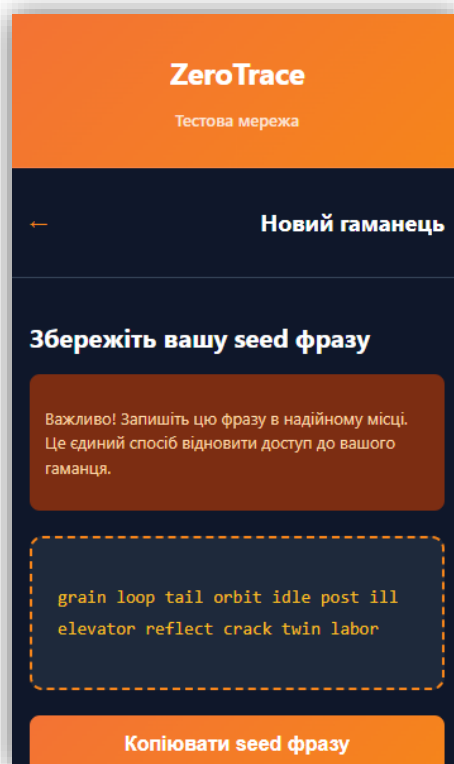 ZeroTrace
Тестова мережа
←
Новий гаманець
Збережіть вашу seed фразу
Важливо! Запишіть цю фразу в надійному місці.
Це єдиний спосіб відновити доступ до вашого
гаманця.
grain loop tail orbit idle post ill
elevator reflect crack twin labor
Копіювати seed фразу